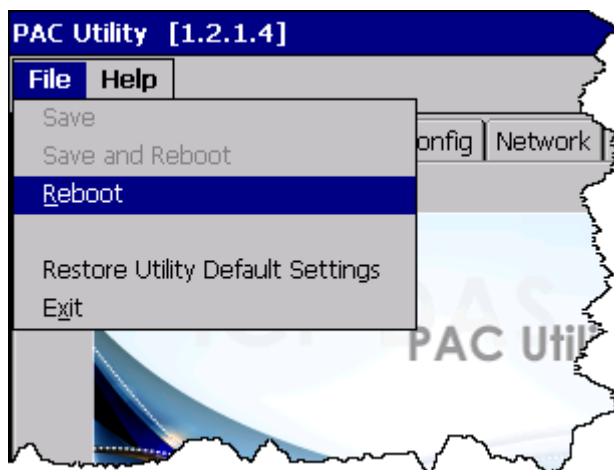 PAC Utility [1.2.1.4]
File Help
Save
onfig Network
Save and Reboot
Reboot
Restore Utility Default Settings
Exit
PAC Utili